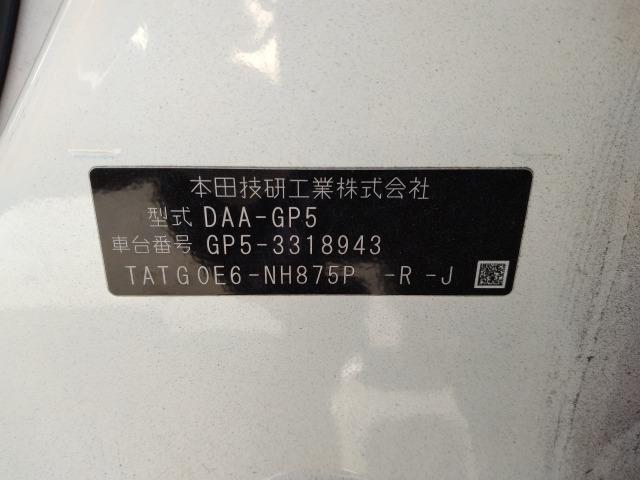 本田技研工業株式会社
型式 DAA-GP5
車台番号 GP5-3318943
TATG0E6-NH875P -R -J